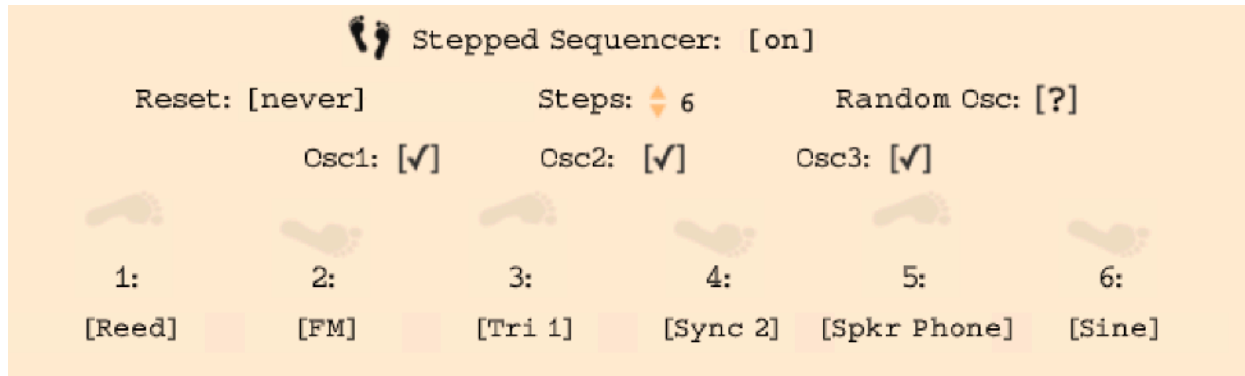 Stepped Sequencer: [on]
Reset: [never] Steps: 6 Random Osc: [?]
Osc1: [✓] Osc2: [✓] Osc3: [✓]
1: 2: 3: 4: 5: 6:
[Reed] [FM] [Tri 1] [Sync 2] [Spkr Phone] [Sine]